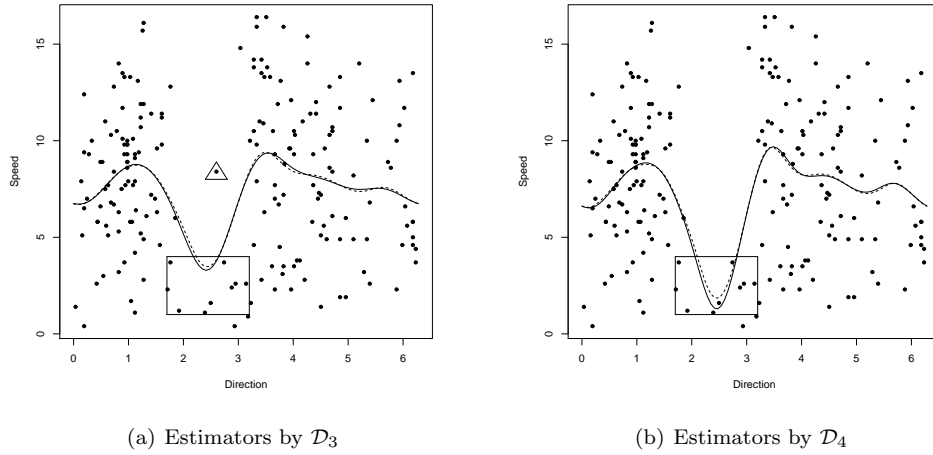 15
10
5
0
Speed
0 1 2 3 4 5 6
Direction
(a) Estimators by 𝒟₃
15
10
5
0
Speed
0 1 2 3 4 5 6
Direction
(b) Estimators by 𝒟₄